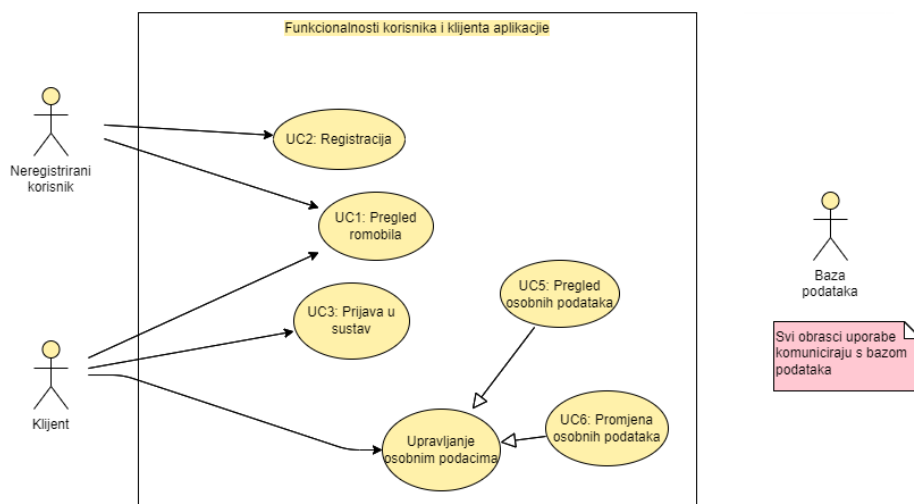 Funkcionalnosti korisnika i klijenta aplikacjie
UC2: Registracija
Neregistrirani
korisnik
UC1: Pregled
romobila
UC5: Pregled
osobnih podataka
Baza
podataka
UC3: Prijava u
sustav
Svi obrasci uporabe
komuniciraju s bazom
podataka
Klijent
UC6: Promjena
osobnih podataka
Upravljanje
osobnim podacima